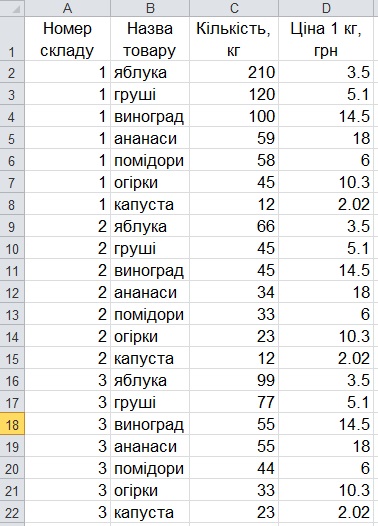 A B C D
1 Номер складу Назва товару Кількість, кг Ціна 1 кг, грн
2 1 яблука 210 3.5
3 1 груші 120 5.1
4 1 виноград 100 14.5
5 1 ананаси 59 18
6 1 помідори 58 6
7 1 огірки 45 10.3
8 1 капуста 12 2.02
9 2 яблука 66 3.5
10 2 груші 45 5.1
11 2 виноград 45 14.5
12 2 ананаси 34 18
13 2 помідори 33 6
14 2 огірки 23 10.3
15 2 капуста 12 2.02
16 3 яблука 99 3.5
17 3 груші 77 5.1
18 3 виноград 55 14.5
19 3 ананаси 55 18
20 3 помідори 44 6
21 3 огірки 33 10.3
22 3 капуста 23 2.02